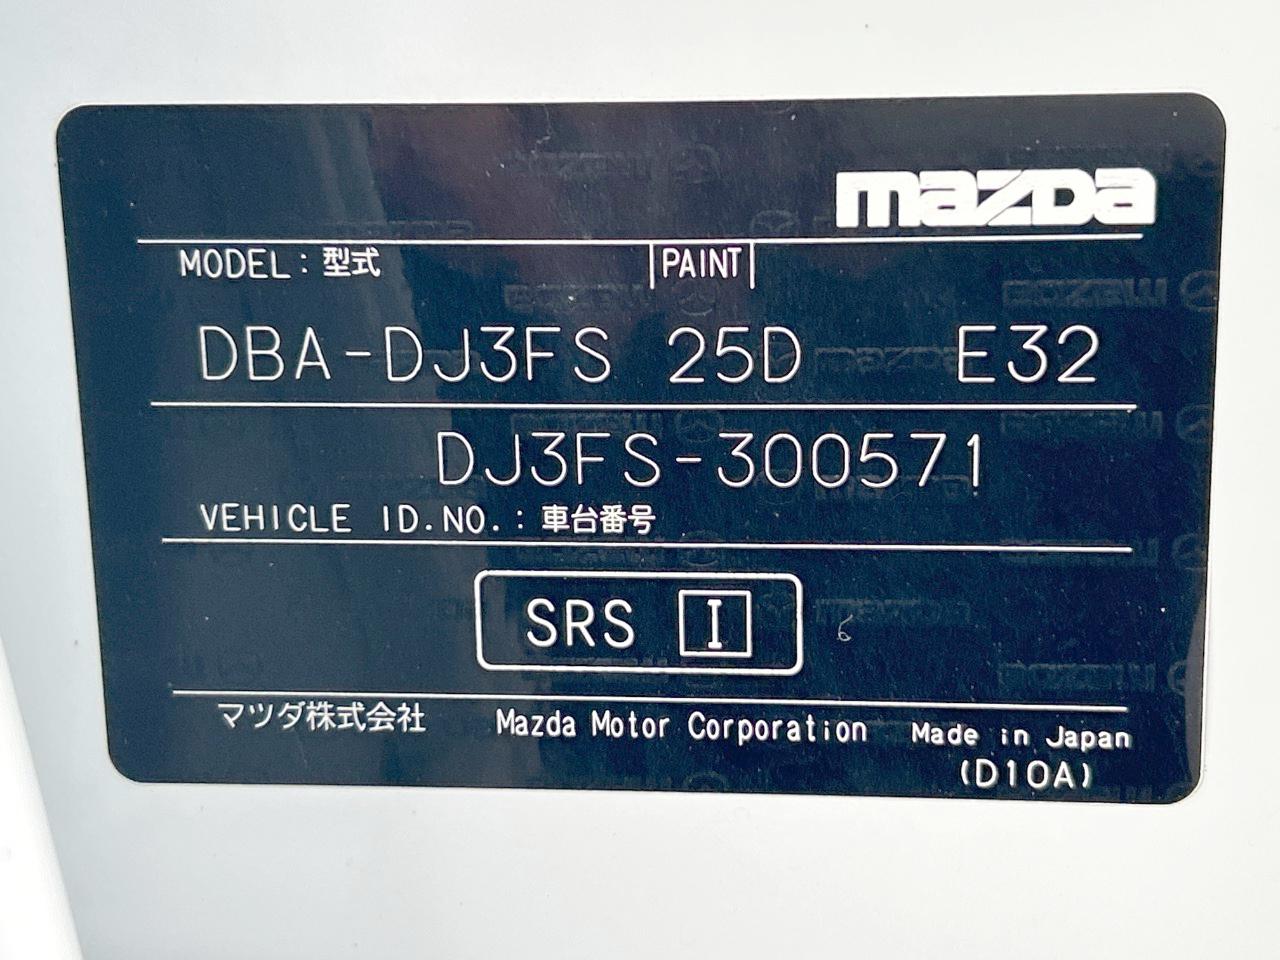 mazda
MODEL : 型式 PAINT
DBA-DJ3FS 25D E32
DJ3FS-300571
VEHICLE ID.NO. : 車台番号
SRS I
マツダ株式会社 Mazda Motor Corporation Made in Japan
(D10A)